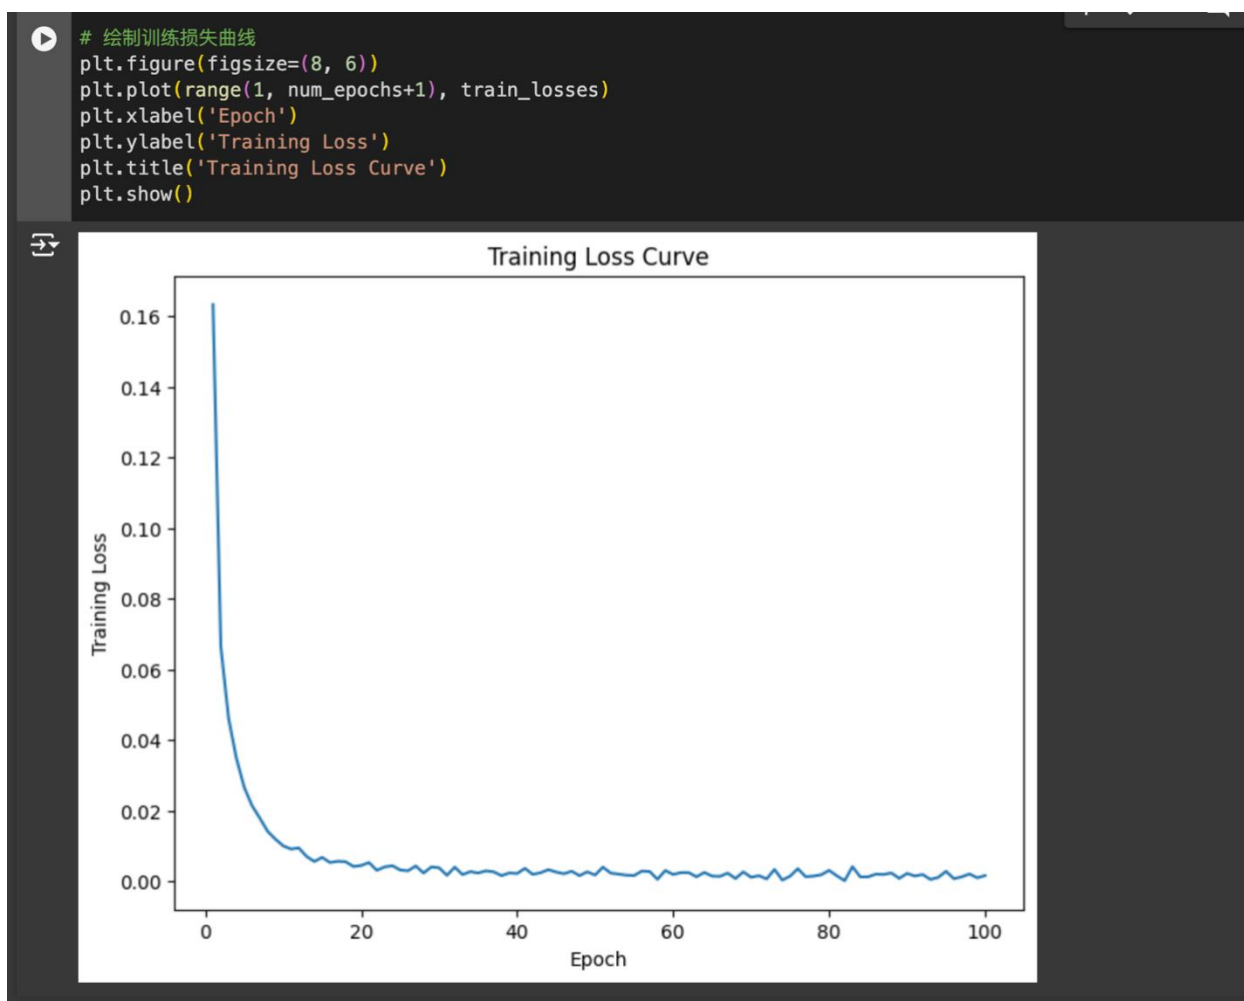 # 绘制训练损失曲线
plt.figure(figsize=(8, 6))
plt.plot(range(1, num_epochs+1), train_losses)
plt.xlabel('Epoch')
plt.ylabel('Training Loss')
plt.title('Training Loss Curve')
plt.show()
Training Loss Curve
Training Loss
0.16
0.14
0.12
0.10
0.08
0.06
0.04
0.02
0.00
0 20 40 60 80 100
Epoch